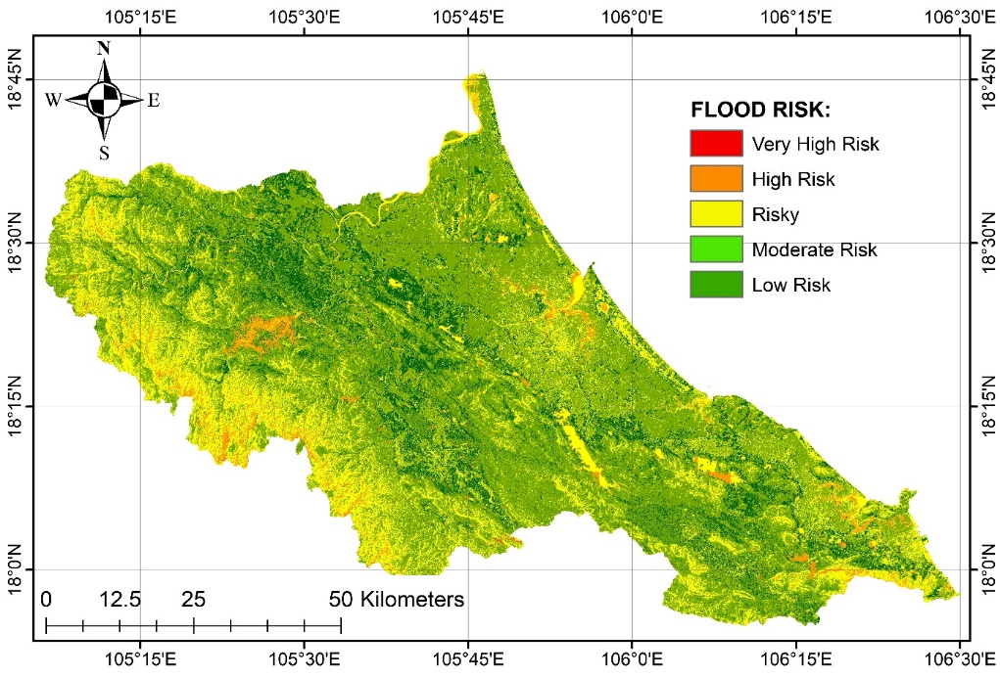 105°15'E 105°30'E 105°45'E 106°0'E 106°15'E 106°30'E
N
W E
S
18°45'N 18°45'N
FLOOD RISK:
Very High Risk
High Risk
Risky
Moderate Risk
Low Risk
18°30'N 18°30'N
18°15'N 18°15'N
18°0'N 18°0'N
0 12.5 25 50 Kilometers
105°15'E 105°30'E 105°45'E 106°0'E 106°15'E 106°30'E